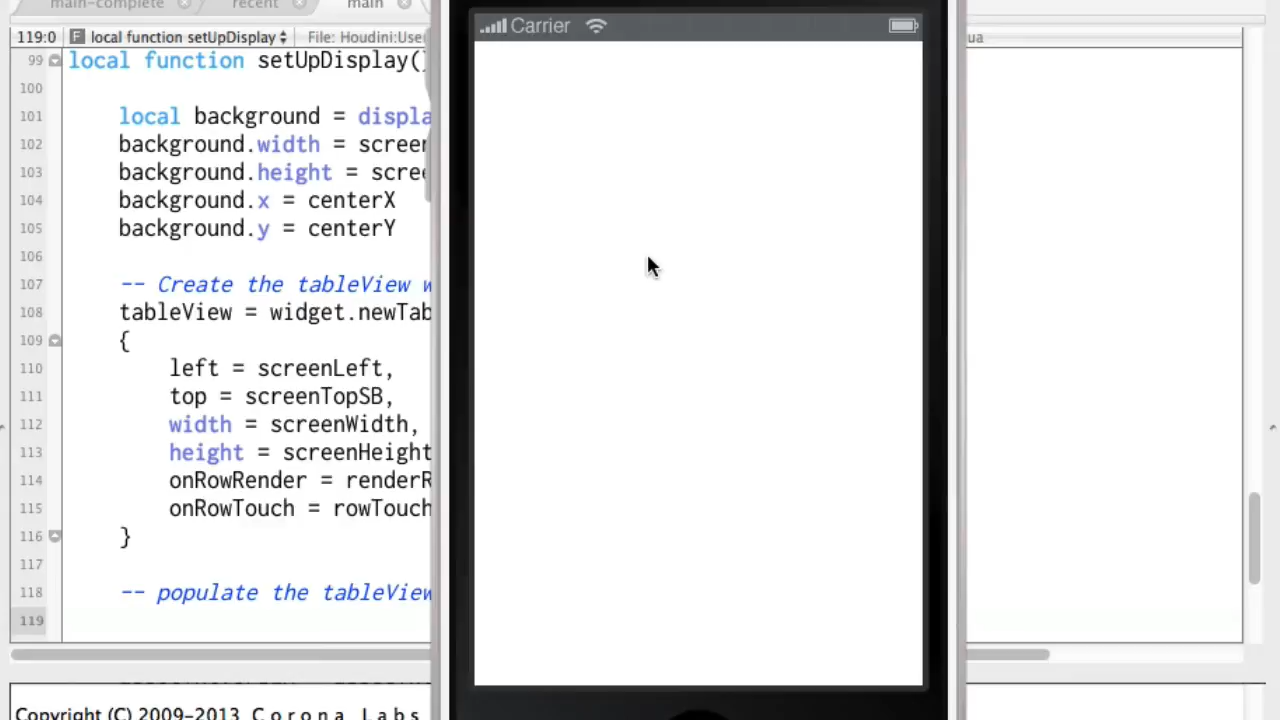 main-complete recent main
119:0 F local function setUpDisplay File: Houdini:Use ua
Carrier
99 local function setUpDisplay()
100
101 local background = displa
102 background.width = screen
103 background.height = scree
104 background.x = centerX
105 background.y = centerY
106
107 -- Create the tableView w
108 tableView = widget.newTab
109 {
110 left = screenLeft,
111 top = screenTopSB,
112 width = screenWidth,
113 height = screenHeight
114 onRowRender = renderR
115 onRowTouch = rowTouch
116 }
117
118 -- populate the tableView
119
Copyright (C) 2009-2013 Corona Labs